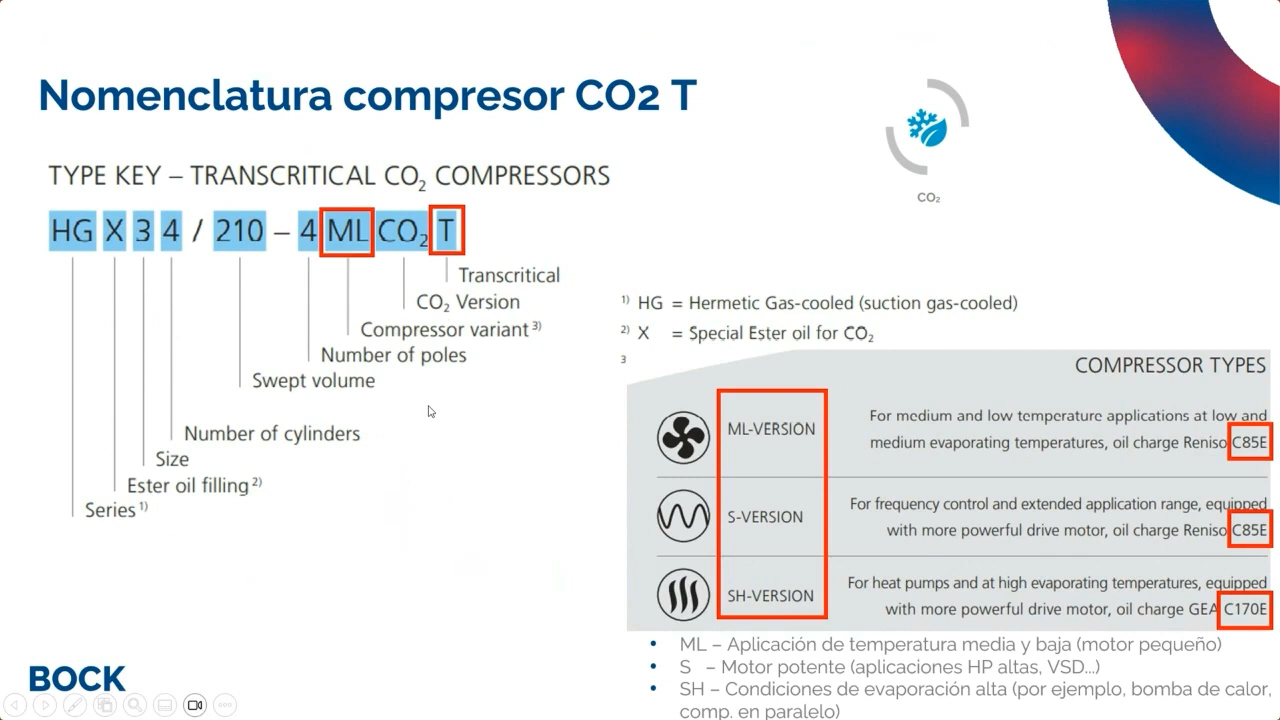 Nomenclatura compresor CO2 T
CO₂
TYPE KEY – TRANSCRITICAL CO₂ COMPRESSORS
HG X 3 4 / 210 – 4 ML CO₂ T
Transcritical
CO₂ Version
Compressor variant ³⁾
Number of poles
Swept volume
Number of cylinders
Size
Ester oil filling ²⁾
Series ¹⁾
¹⁾ HG = Hermetic Gas-cooled (suction gas-cooled)
²⁾ X = Special Ester oil for CO₂
3
COMPRESSOR TYPES
ML-VERSION
For medium and low temperature applications at low and
medium evaporating temperatures, oil charge Reniso C85E
S-VERSION
For frequency control and extended application range, equipped
with more powerful drive motor, oil charge Reniso C85E
SH-VERSION
For heat pumps and at high evaporating temperatures, equipped
with more powerful drive motor, oil charge GEA C170E
• ML – Aplicación de temperatura media y baja (motor pequeño)
• S – Motor potente (aplicaciones HP altas, VSD...)
• SH – Condiciones de evaporación alta (por ejemplo, bomba de calor,
comp. en paralelo)
BOCK